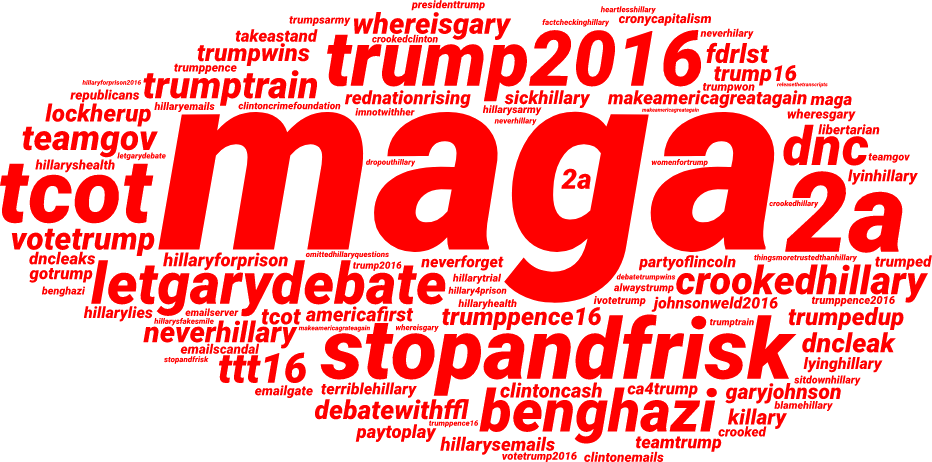 presidenttrump
heartlesshillary
trumpsarmy
whereisgary
factcheckinghillary
cronycapitalism
takeastand
crookedclinton
trump2016
neverhilary
trumpwins
fdrlst
trumppence
trump16
hillaryforprison2016
trumptrain
trumpwon
releasethetranscripts
republicans
rednationrising
sickhillary
makeamericagreatagain
maga
lockherup
hillaryemails
clintoncrimefoundation
imnotwithher
hillarysarmy
makeamericagreatagain
wheresgary
neverhillary
teamgov
maga
dnc
libertarian
letgarydebate
teamgov
hillaryshealth
dropouthillary
womenfortrump
tcot
2a
lyinhillary
crookedhillary
2a
votetrump
dncleaks
hillaryforprison
omittedhillaryquestions
neverforget
partyoflincoln
thingsmoretrustedthanhillary
trumped
gotrump
trump2016
letgarydebate
hillarytrial
debatetrumpwins
crookedhillary
benghazi
hillary4prison
alwaystrump
hillarylies
emailserver
hillaryhealth
ivotetrump
johnsonweld2016
trumppence2016
tcot
americafirst
trumppence16
hillarysfakesmile
makeamericagrateagain
whereisgary
trumptrain
trumpedup
neverhillary
stopandfrisk
dncleak
emailscandal
stopandfrisk
ttt16
lyinghillary
sitdownhillary
emailgate
terriblehillary
clintoncash
ca4trump
garyjohnson
debatewithffl
benghazi
blamehillary
killary
trumppence16
paytoplay
crooked
hillarysemails
teamtrump
votetrump2016
clintonemails